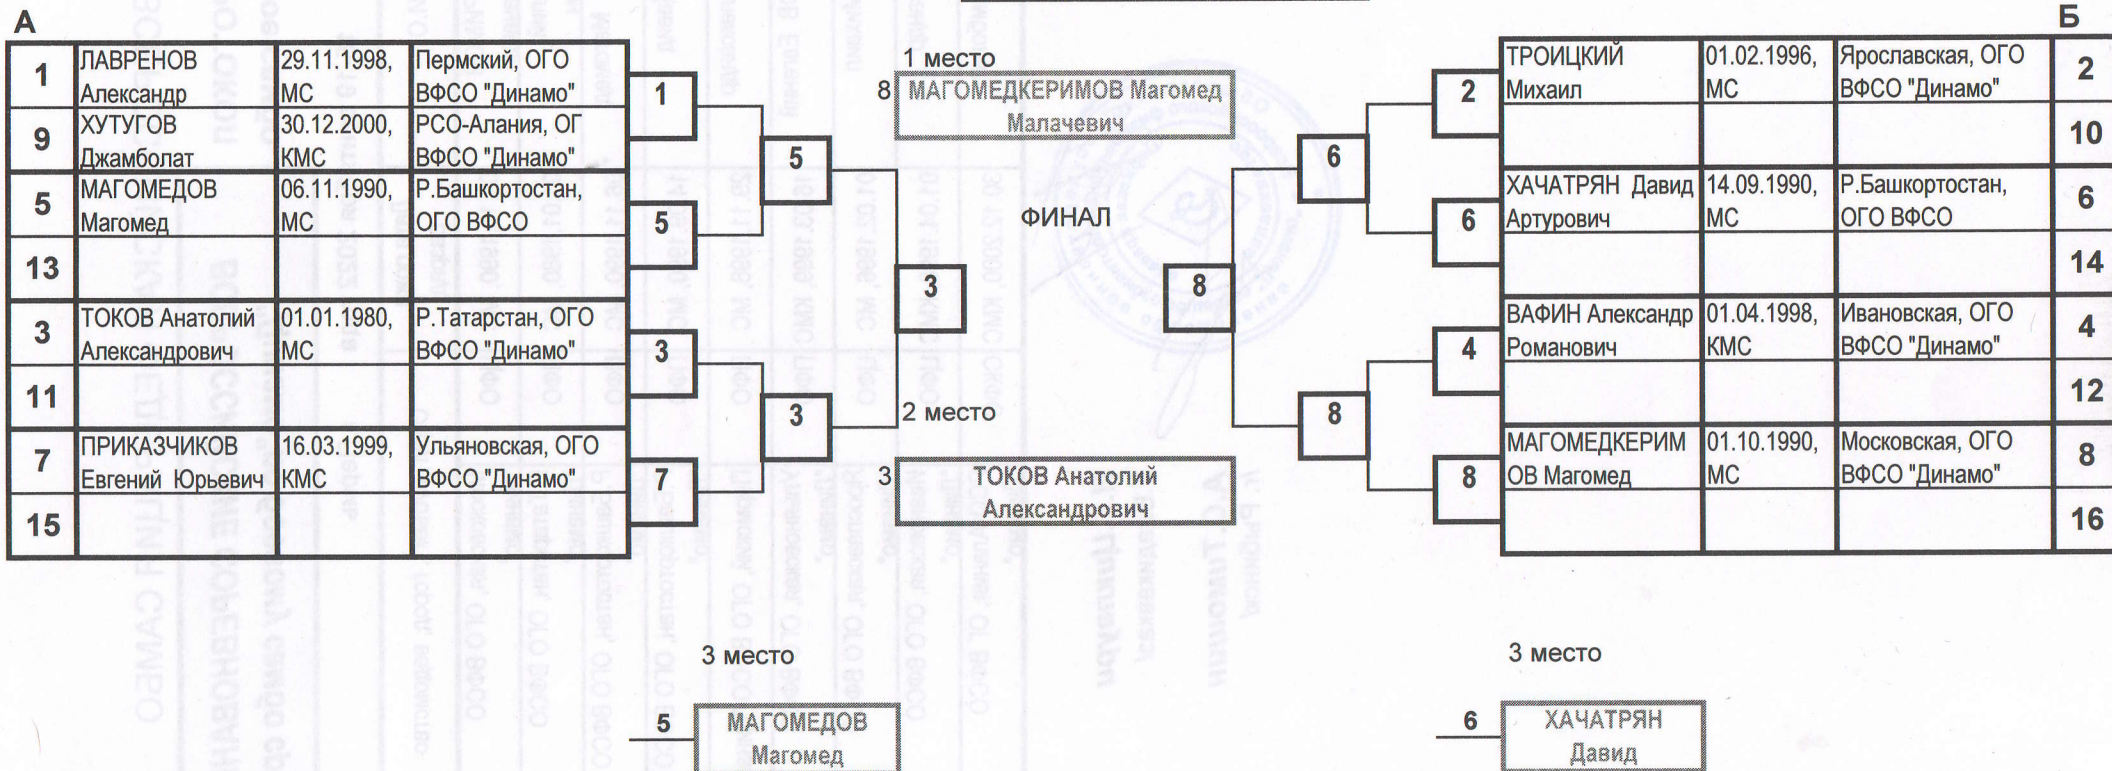 А
Б
1
ЛАВРЕНОВ
Александр
29.11.1998,
МС
Пермский, ОГО
ВФСО "Динамо"
9
ХУТУГОВ
Джамболат
30.12.2000,
КМС
РСО-Алания, ОГ
ВФСО "Динамо"
5
МАГОМЕДОВ
Магомед
06.11.1990,
МС
Р.Башкортостан,
ОГО ВФСО
13
3
ТОКОВ Анатолий
Александрович
01.01.1980,
МС
Р.Татарстан, ОГО
ВФСО "Динамо"
11
7
ПРИКАЗЧИКОВ
Евгений Юрьевич
16.03.1999,
КМС
Ульяновская, ОГО
ВФСО "Динамо"
15
1
5
3
7
5
3
3
1 место
8
МАГОМЕДКЕРИМОВ Магомед
Малачевич
ФИНАЛ
2 место
3
ТОКОВ Анатолий
Александрович
8
6
8
2
6
4
8
ТРОИЦКИЙ
Михаил
01.02.1996,
МС
Ярославская, ОГО
ВФСО "Динамо"
2
10
ХАЧАТРЯН Давид
Артурович
14.09.1990,
МС
Р.Башкортостан,
ОГО ВФСО
6
14
ВАФИН Александр
Романович
01.04.1998,
КМС
Ивановская, ОГО
ВФСО "Динамо"
4
12
МАГОМЕДКЕРИМ
ОВ Магомед
01.10.1990,
МС
Московская, ОГО
ВФСО "Динамо"
8
16
3 место
5
МАГОМЕДОВ
Магомед
3 место
6
ХАЧАТРЯН
Давид